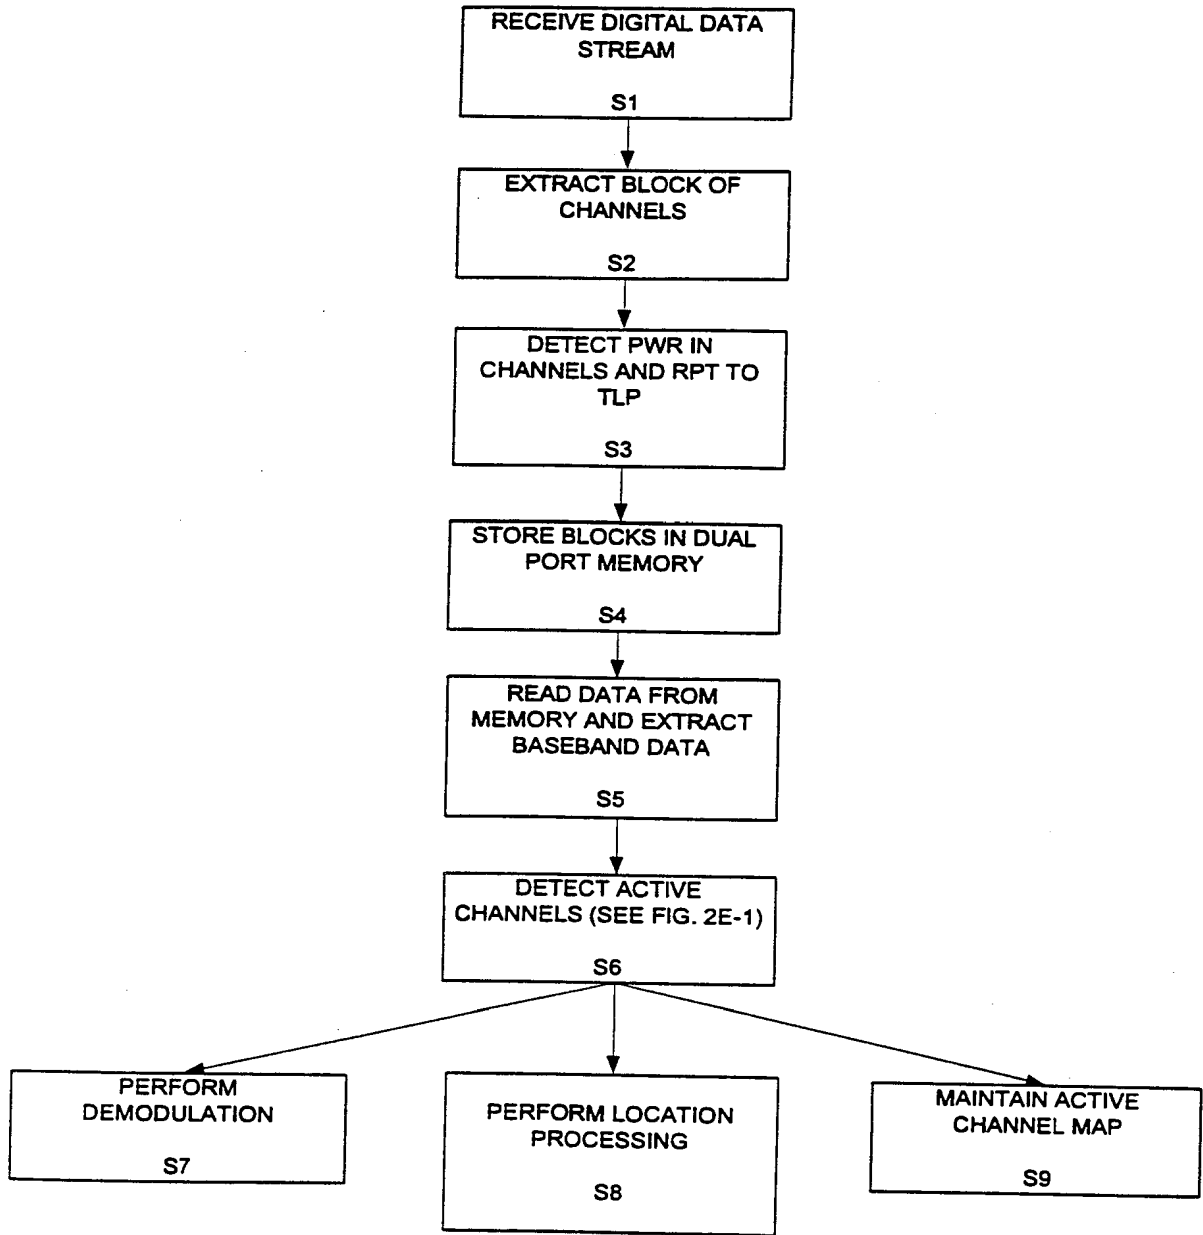 RECEIVE DIGITAL DATA
STREAM
S1
EXTRACT BLOCK OF
CHANNELS
S2
DETECT PWR IN
CHANNELS AND RPT TO
TLP
S3
STORE BLOCKS IN DUAL
PORT MEMORY
S4
READ DATA FROM
MEMORY AND EXTRACT
BASEBAND DATA
S5
DETECT ACTIVE
CHANNELS (SEE FIG. 2E-1)
S6
PERFORM
DEMODULATION
S7
PERFORM LOCATION
PROCESSING
S8
MAINTAIN ACTIVE
CHANNEL MAP
S9